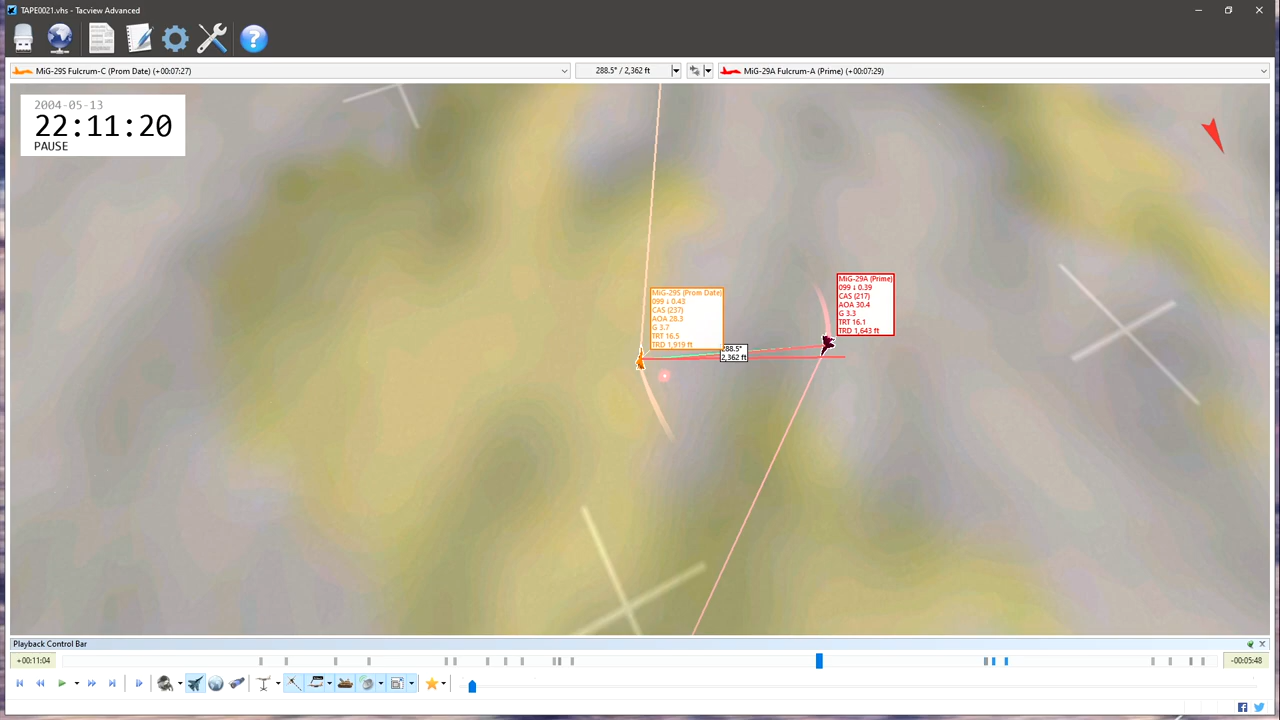 TAPE0021.vhs - Tacview Advanced
MiG-29S Fulcrum-C (Prom Date) (+00:07:27)
288.5° / 2,362 ft
MiG-29A Fulcrum-A (Prime) (+00:07:29)
2004-05-13
22:11:20
PAUSE
MiG-29A (Prime)
099 ↓ 0.39
CAS (217)
AOA 30.4
G 3.3
TRT 16.1
TRD 1,643 ft
MiG-29S (Prom Date)
099 ↓ 0.43
CAS (237)
AOA 28.3
G 3.7
TRT 16.5
TRD 1,919 ft
288.5°
2,362 ft
Playback Control Bar
+00:11:04
-00:05:48